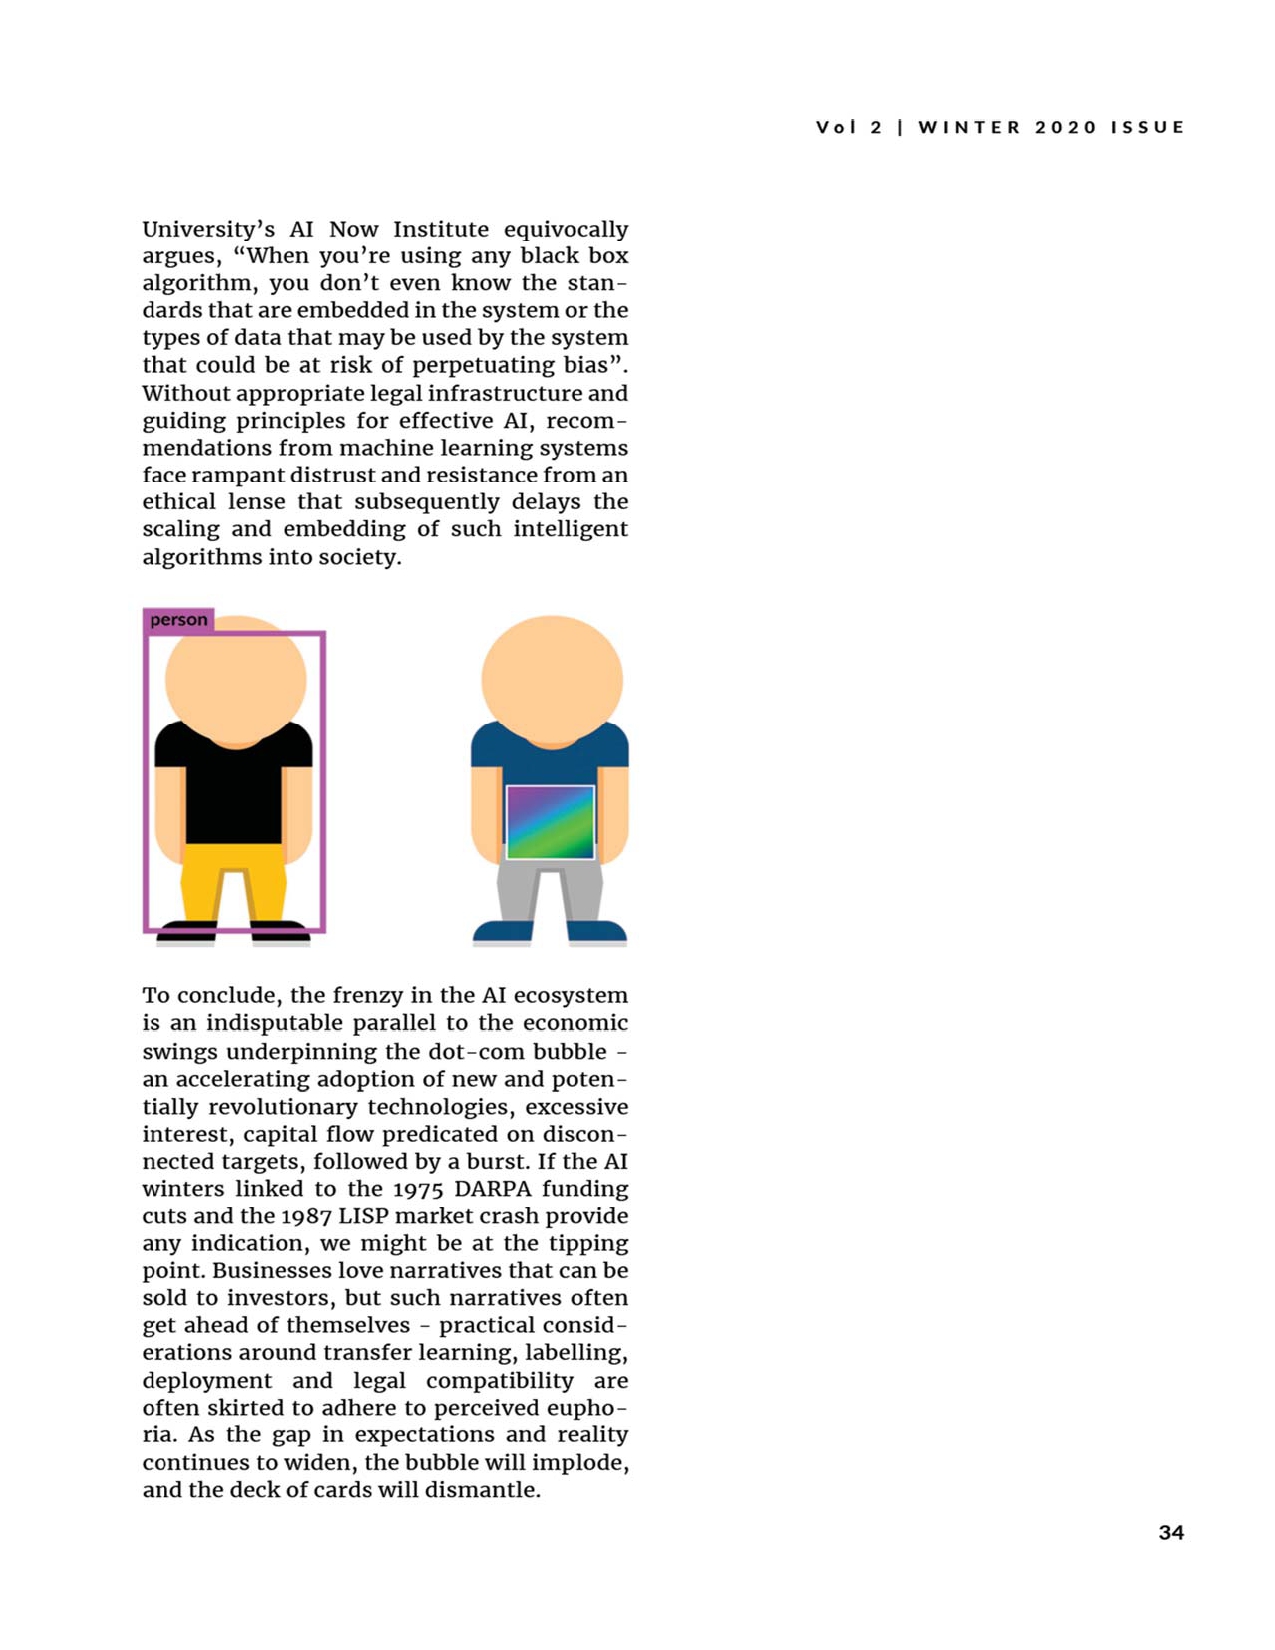 Vol 2 | WINTER 2020 ISSUE
University’s AI Now Institute equivocally
argues, “When you’re using any black box
algorithm, you don’t even know the stan-
dards that are embedded in the system or the
types of data that may be used by the system
that could be at risk of perpetuating bias”.
Without appropriate legal infrastructure and
guiding principles for effective AI, recom-
mendations from machine learning systems
face rampant distrust and resistance from an
ethical lense that subsequently delays the
scaling and embedding of such intelligent
algorithms into society.
person
To conclude, the frenzy in the AI ecosystem
is an indisputable parallel to the economic
swings underpinning the dot-com bubble -
an accelerating adoption of new and poten-
tially revolutionary technologies, excessive
interest, capital flow predicated on discon-
nected targets, followed by a burst. If the AI
winters linked to the 1975 DARPA funding
cuts and the 1987 LISP market crash provide
any indication, we might be at the tipping
point. Businesses love narratives that can be
sold to investors, but such narratives often
get ahead of themselves - practical consid-
erations around transfer learning, labelling,
deployment and legal compatibility are
often skirted to adhere to perceived eupho-
ria. As the gap in expectations and reality
continues to widen, the bubble will implode,
and the deck of cards will dismantle.
34